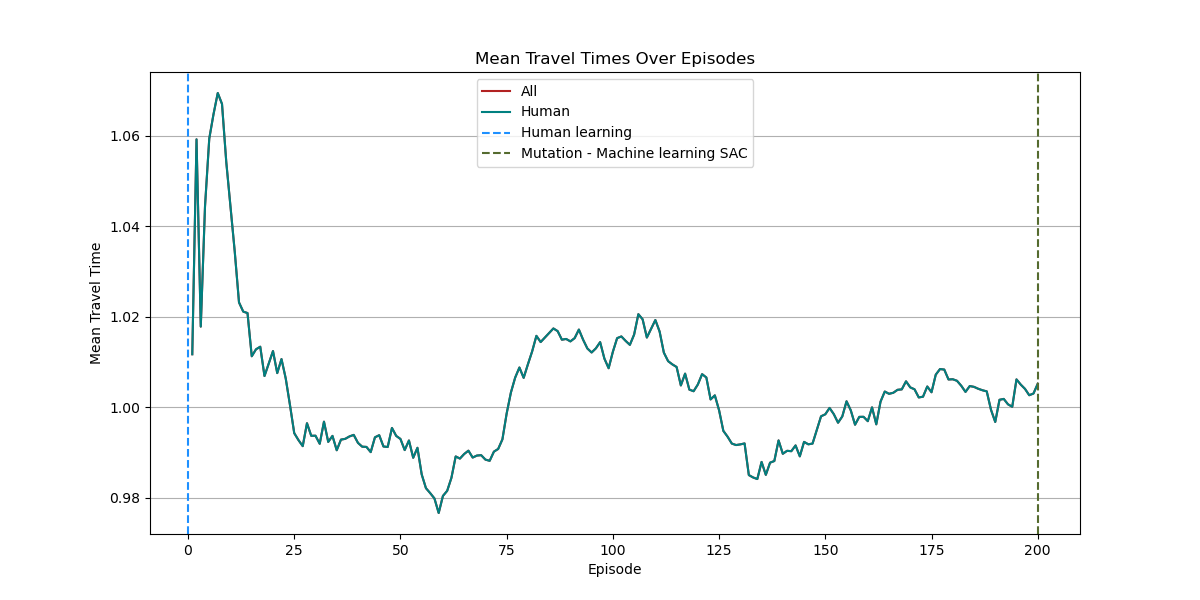 Mean Travel Times Over Episodes
All
Human
Human learning
Mutation - Machine learning SAC
Mean Travel Time
1.06
1.04
1.02
1.00
0.98
0
25
50
75
100
125
150
175
200
Episode